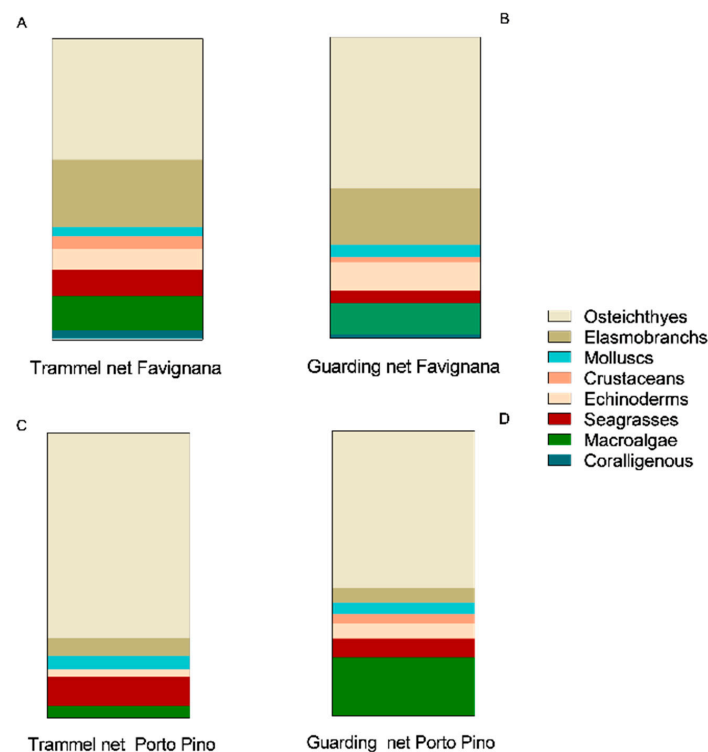 A
B
Trammel net Favignana
Guarding net Favignana
Osteichthyes
Elasmobranchs
Molluscs
Crustaceans
Echinoderms
Seagrasses
Macroalgae
Coralligenous
C
D
Trammel net Porto Pino
Guarding net Porto Pino